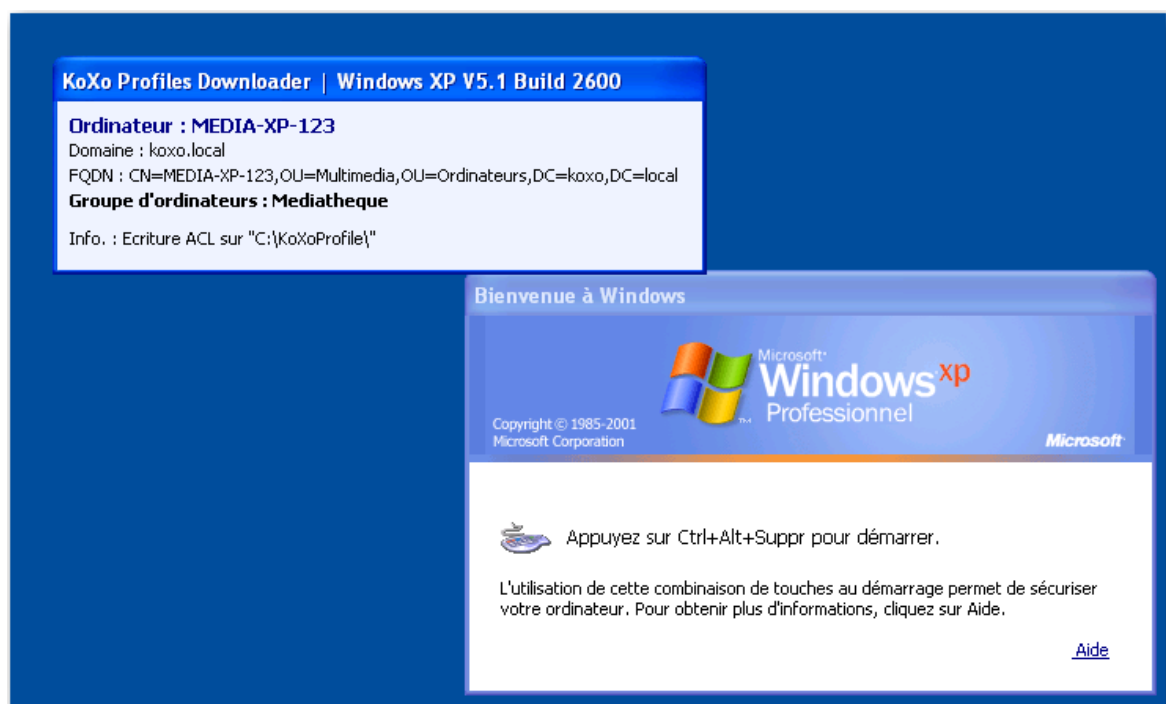 KoXo Profiles Downloader | Windows XP V5.1 Build 2600
Ordinateur : MEDIA-XP-123
Domaine : koxo.local
FQDN : CN=MEDIA-XP-123,OU=Multimedia,OU=Ordinateurs,DC=koxo,DC=local
Groupe d'ordinateurs : Mediatheque
Info. : Ecriture ACL sur "C:\KoXoProfile\"
Bienvenue à Windows
Microsoft®
Windows xp
Professionnel
Copyright © 1985-2001
Microsoft Corporation
Microsoft®
Appuyez sur Ctrl+Alt+Suppr pour démarrer.
L'utilisation de cette combinaison de touches au démarrage permet de sécuriser
votre ordinateur. Pour obtenir plus d'informations, cliquez sur Aide.
Aide